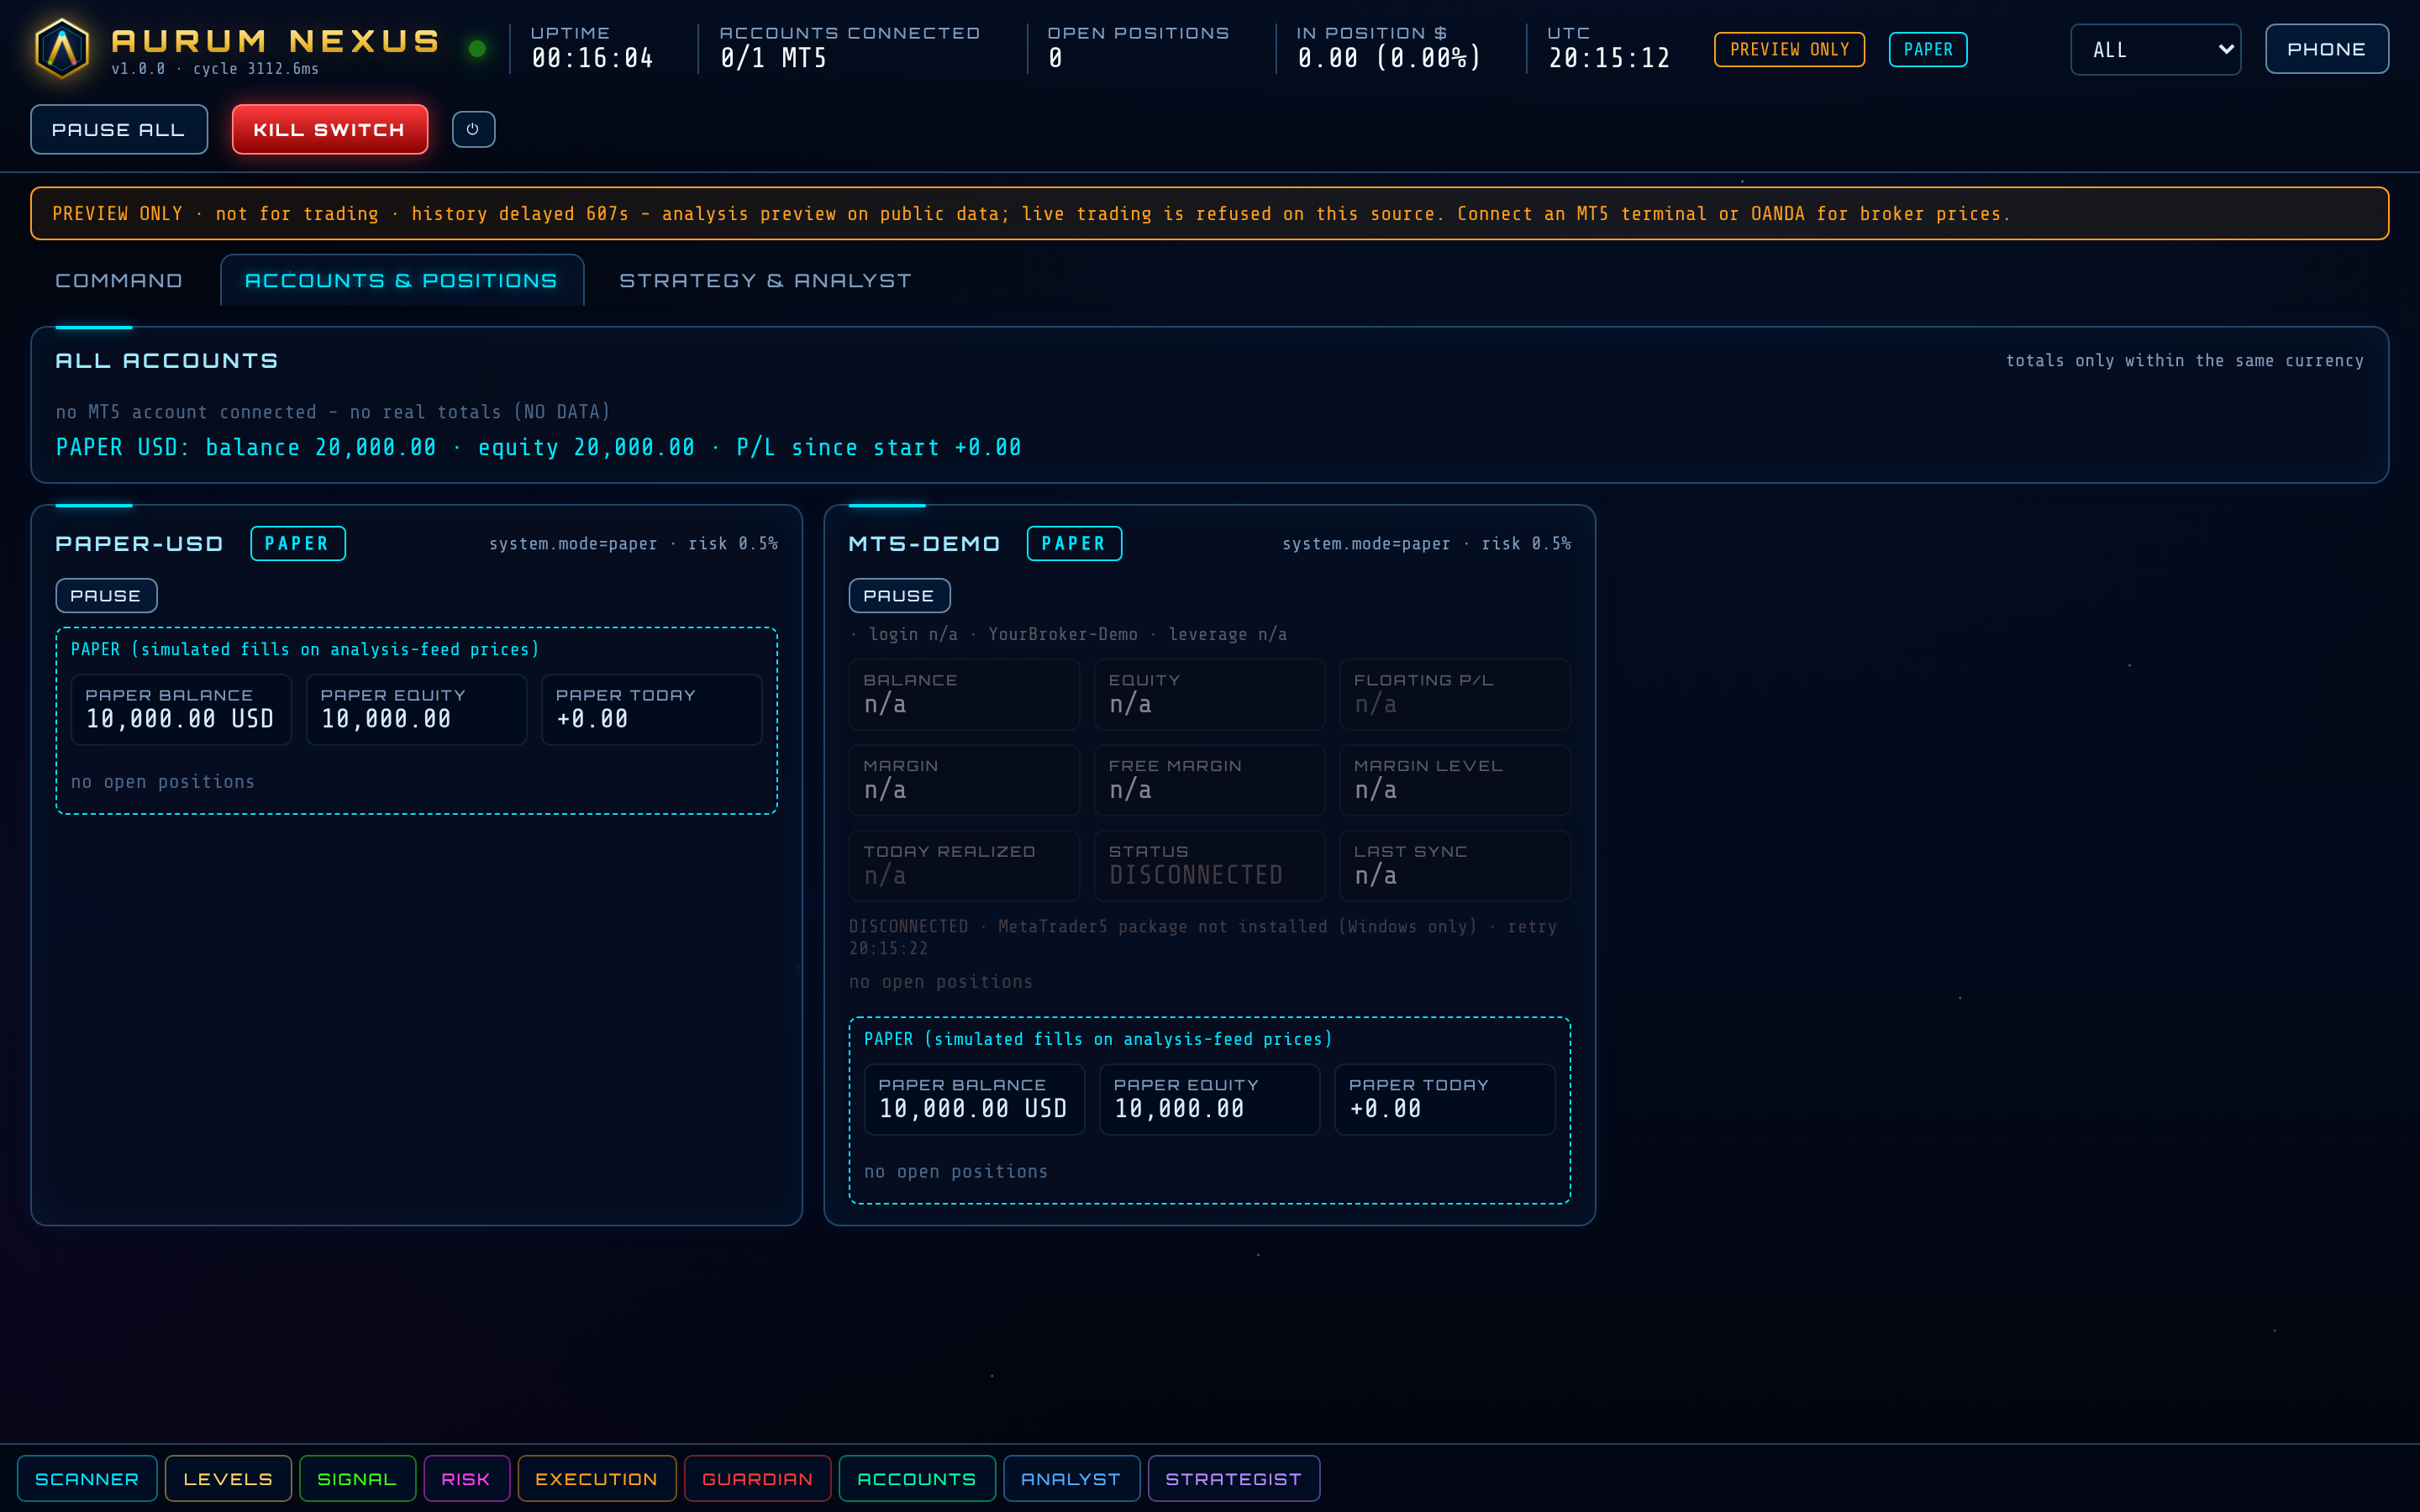 AURUM NEXUS
v1.0.0 · cycle 3112.6ms
UPTIME
00:16:04
ACCOUNTS CONNECTED
0/1 MT5
OPEN POSITIONS
0
IN POSITION $
0.00 (0.00%)
UTC
20:15:12
PREVIEW ONLY
PAPER
ALL
PHONE
PAUSE ALL
KILL SWITCH
PREVIEW ONLY · not for trading · history delayed 607s - analysis preview on public data; live trading is refused on this source. Connect an MT5 terminal or OANDA for broker prices.
COMMAND
ACCOUNTS & POSITIONS
STRATEGY & ANALYST
ALL ACCOUNTS
totals only within the same currency
no MT5 account connected - no real totals (NO DATA)
PAPER USD: balance 20,000.00 · equity 20,000.00 · P/L since start +0.00
PAPER-USD
PAPER
system.mode=paper · risk 0.5%
PAUSE
PAPER (simulated fills on analysis-feed prices)
PAPER BALANCE
10,000.00 USD
PAPER EQUITY
10,000.00
PAPER TODAY
+0.00
no open positions
MT5-DEMO
PAPER
system.mode=paper · risk 0.5%
PAUSE
· login n/a · YourBroker-Demo · leverage n/a
BALANCE
n/a
EQUITY
n/a
FLOATING P/L
n/a
MARGIN
n/a
FREE MARGIN
n/a
MARGIN LEVEL
n/a
TODAY REALIZED
n/a
STATUS
DISCONNECTED
LAST SYNC
n/a
DISCONNECTED · MetaTrader5 package not installed (Windows only) · retry
20:15:22
no open positions
PAPER (simulated fills on analysis-feed prices)
PAPER BALANCE
10,000.00 USD
PAPER EQUITY
10,000.00
PAPER TODAY
+0.00
no open positions
SCANNER
LEVELS
SIGNAL
RISK
EXECUTION
GUARDIAN
ACCOUNTS
ANALYST
STRATEGIST